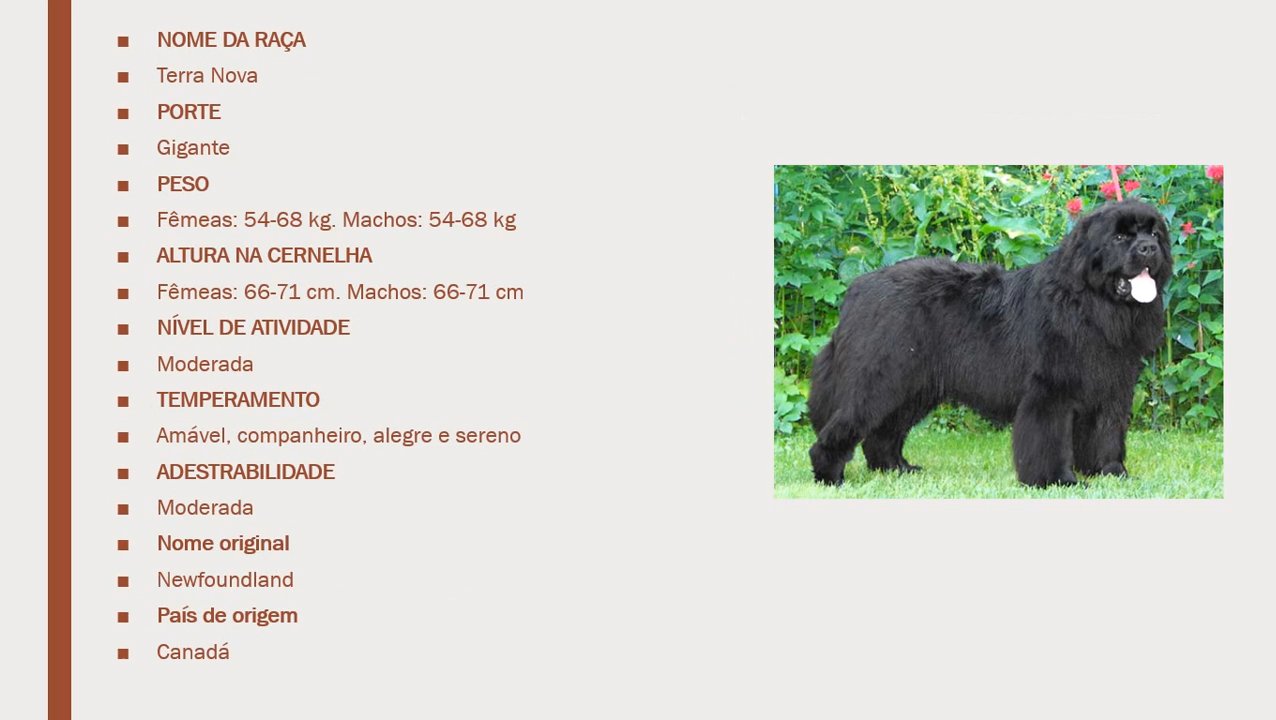 NOME DA RAÇA
Terra Nova
PORTE
Gigante
PESO
Fêmeas: 54-68 kg. Machos: 54-68 kg
ALTURA NA CERNELHA
Fêmeas: 66-71 cm. Machos: 66-71 cm
NÍVEL DE ATIVIDADE
Moderada
TEMPERAMENTO
Amável, companheiro, alegre e sereno
ADESTRABILIDADE
Moderada
Nome original
Newfoundland
País de origem
Canadá